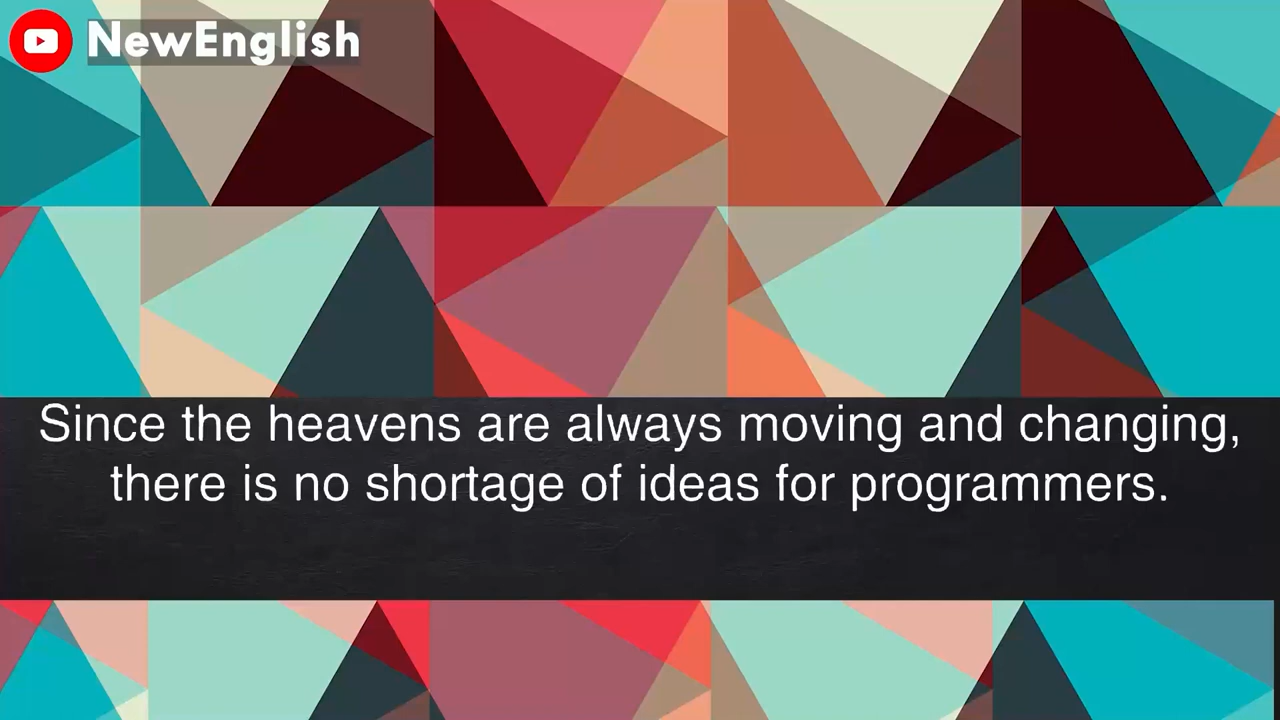 NewEnglish
Since the heavens are always moving and changing,
there is no shortage of ideas for programmers.